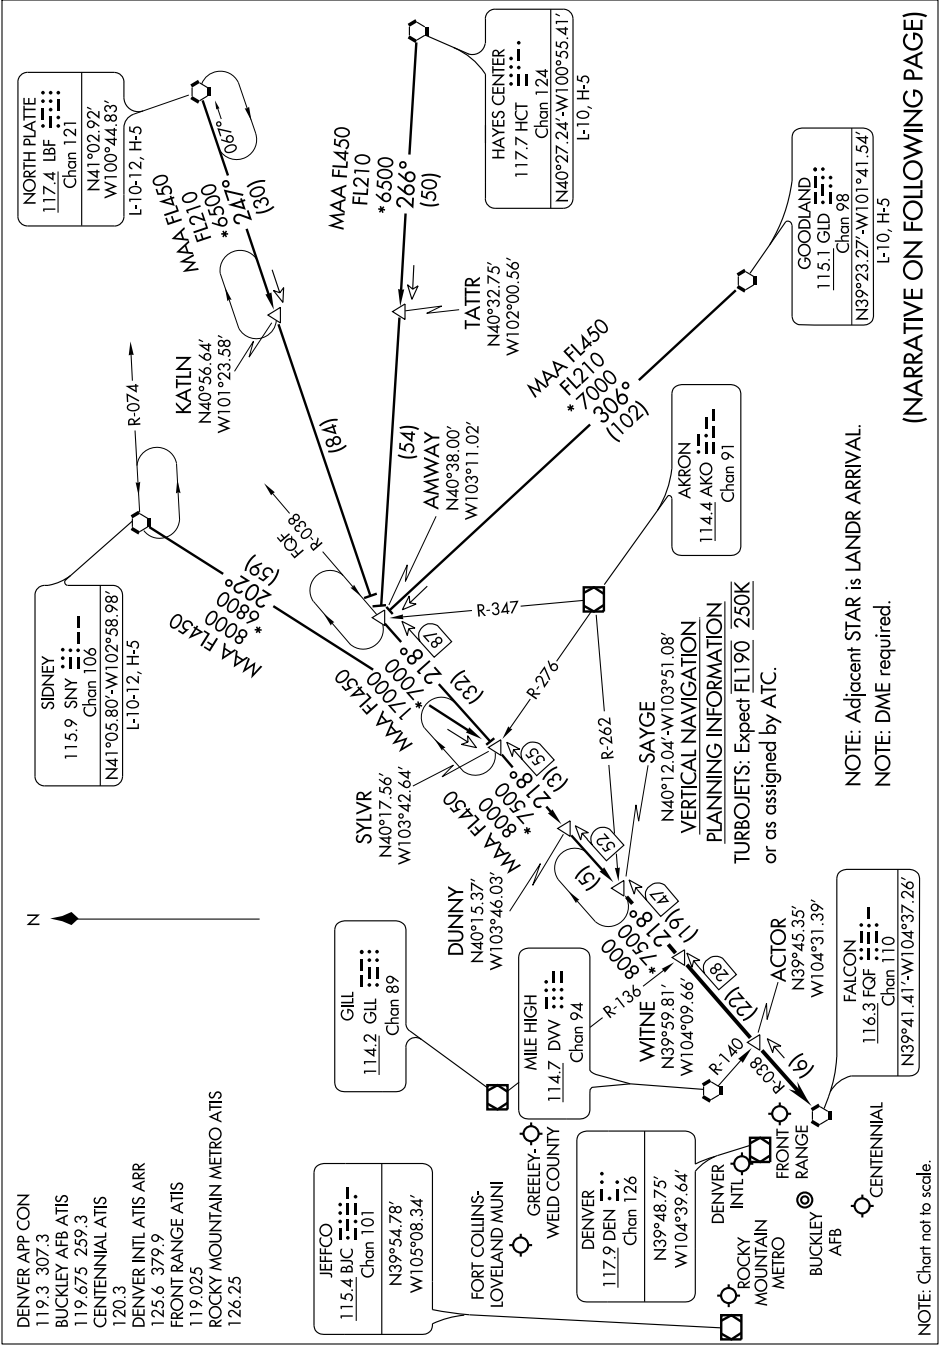 DENVER APP CON
119.3 307.3
BUCKLEY AFB ATIS
119.675 259.3
CENTENNIAL ATIS
120.3
DENVER INTL ATIS ARR
125.6 379.9
FRONT RANGE ATIS
119.025
ROCKY MOUNTAIN METRO ATIS
126.25
N
SIDNEY
115.9 SNY
Chan 106
N41°05.80'-W102°58.98'
L-10-12, H-5
R-074
NORTH PLATTE
117.4 LBF
Chan 121
N41°02.92'
W100°44.83'
L-10-12, H-5
067°
MAA FL450
FL210
*6500
247°
(30)
KATLN
N40°56.64'
W101°23.58'
(84)
MAA FL450
FL210
*6500
266°
(50)
HAYES CENTER
117.7 HCT
Chan 124
N40°27.24'-W100°55.41'
L-10, H-5
TATTR
N40°32.75'
W102°00.56'
(54)
AMWAY
N40°38.00'
W103°11.02'
FQF
R-038
MAA FL450
8000
*6800
202°
(59)
MAA FL450
FL210
*7000
306°
(102)
GOODLAND
115.1 GLD
Chan 98
N39°23.27'-W101°41.54'
L-10, H-5
AKRON
114.4 AKO
Chan 91
R-347
R-276
R-262
MAA FL450
17000
*7000
218°
(32)
87
SYLVR
N40°17.56'
W103°42.64'
55
MAA FL450
8000
*7500
218°
(3)
DUNNY
N40°15.37'
W103°46.03'
52
(5)
SAYGE
N40°12.04'-W103°51.08'
VERTICAL NAVIGATION
PLANNING INFORMATION
TURBOJETS: Expect FL190 250K
or as assigned by ATC.
47
8000
*7500
218°
(19)
GILL
114.2 GLL
Chan 89
MILE HIGH
114.7 DVV
Chan 94
R-136
R-140
WITNE
N39°59.81'
W104°09.66'
28
(22)
ACTOR
N39°45.35'
W104°31.39'
R-038
(6)
FALCON
116.3 FQF
Chan 110
N39°41.41'-W104°37.26'
JEFFCO
115.4 BJC
Chan 101
N39°54.78'
W105°08.34'
FORT COLLINS-
LOVELAND MUNI
GREELEY-
WELD COUNTY
DENVER
117.9 DEN
Chan 126
N39°48.75'
W104°39.64'
DENVER
INTL
FRONT
RANGE
ROCKY
MOUNTAIN
METRO
BUCKLEY
AFB
CENTENNIAL
NOTE: Adjacent STAR is LANDR ARRIVAL.
NOTE: DME required.
(NARRATIVE ON FOLLOWING PAGE)
NOTE: Chart not to scale.